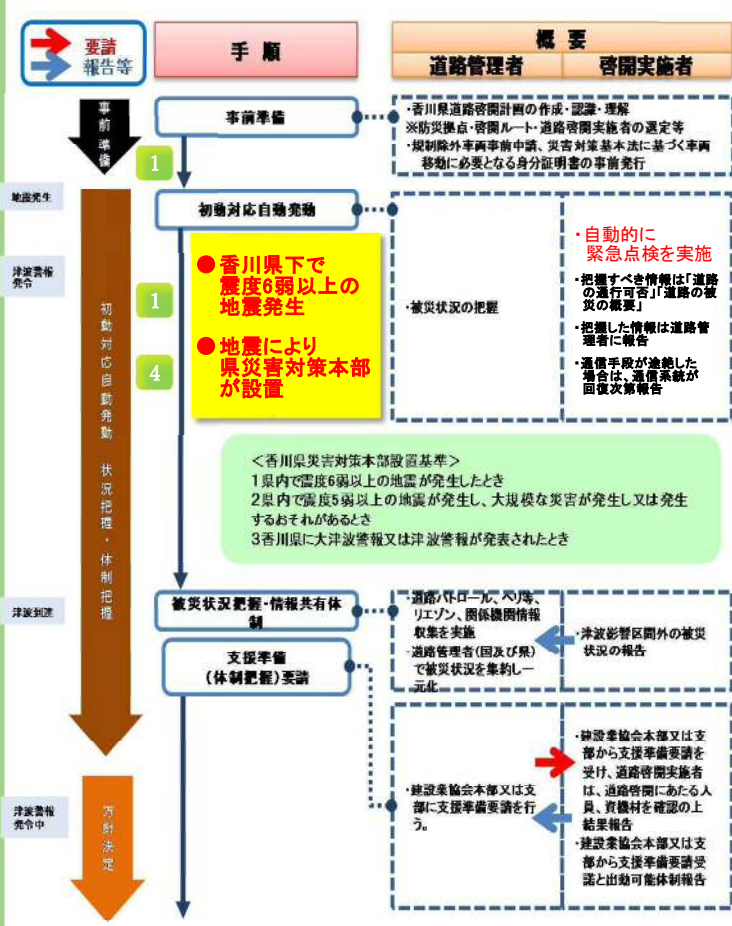 要請
報告等
手 順
概 要
道路管理者
啓開実施者
事前準備
事前準備
・香川県道路啓開計画の作成・認識・理解
※防災拠点・啓開ルート・道路啓開実施者の選定等
・規制除外車両事前申請、災害対策基本法に基づく車両
移動に必要となる身分証明書の事前発行
1
地震発生
初動対応自動発動
津波警報
発令
●香川県下で
震度6弱以上の
地震発生
●地震により
県災害対策本部
が設置
1
4
・被災状況の把握
・自動的に
緊急点検を実施
・把握すべき情報は「道路
の通行可否」「道路の被
災の概要」
・把握した情報は道路管
理者に報告
・通信手段が途絶した
場合は、通信系統が
回復次第報告
初動対応自動発動 状況把握・体制把握
＜香川県災害対策本部設置基準＞
1県内で震度6弱以上の地震が発生したとき
2県内で震度5弱以上の地震が発生し、大規模な災害が発生し又は発生
するおそれがあるとき
3香川県に大津波警報又は津波警報が発表されたとき
津波到達
被災状況把握・情報共有体
制
・道路パトロール、ヘリ等、
リエゾン、関係機関情報
収集を実施
・道路管理者(国及び県)
で被災状況を集約し一
元化
・津波影響区間外の被災
状況の報告
支援準備
(体制把握)要請
・建設業協会本部又は支
部に支援準備要請を行
う。
・建設業協会本部又は支
部から支援準備要請を
受け、道路啓開実施者
は、道路啓開にあたる人
員、資機材を確認の上
結果報告
・建設業協会本部又は支
部から支援準備要請受
諾と出動可能体制報告
津波警報
発令中
方針決定